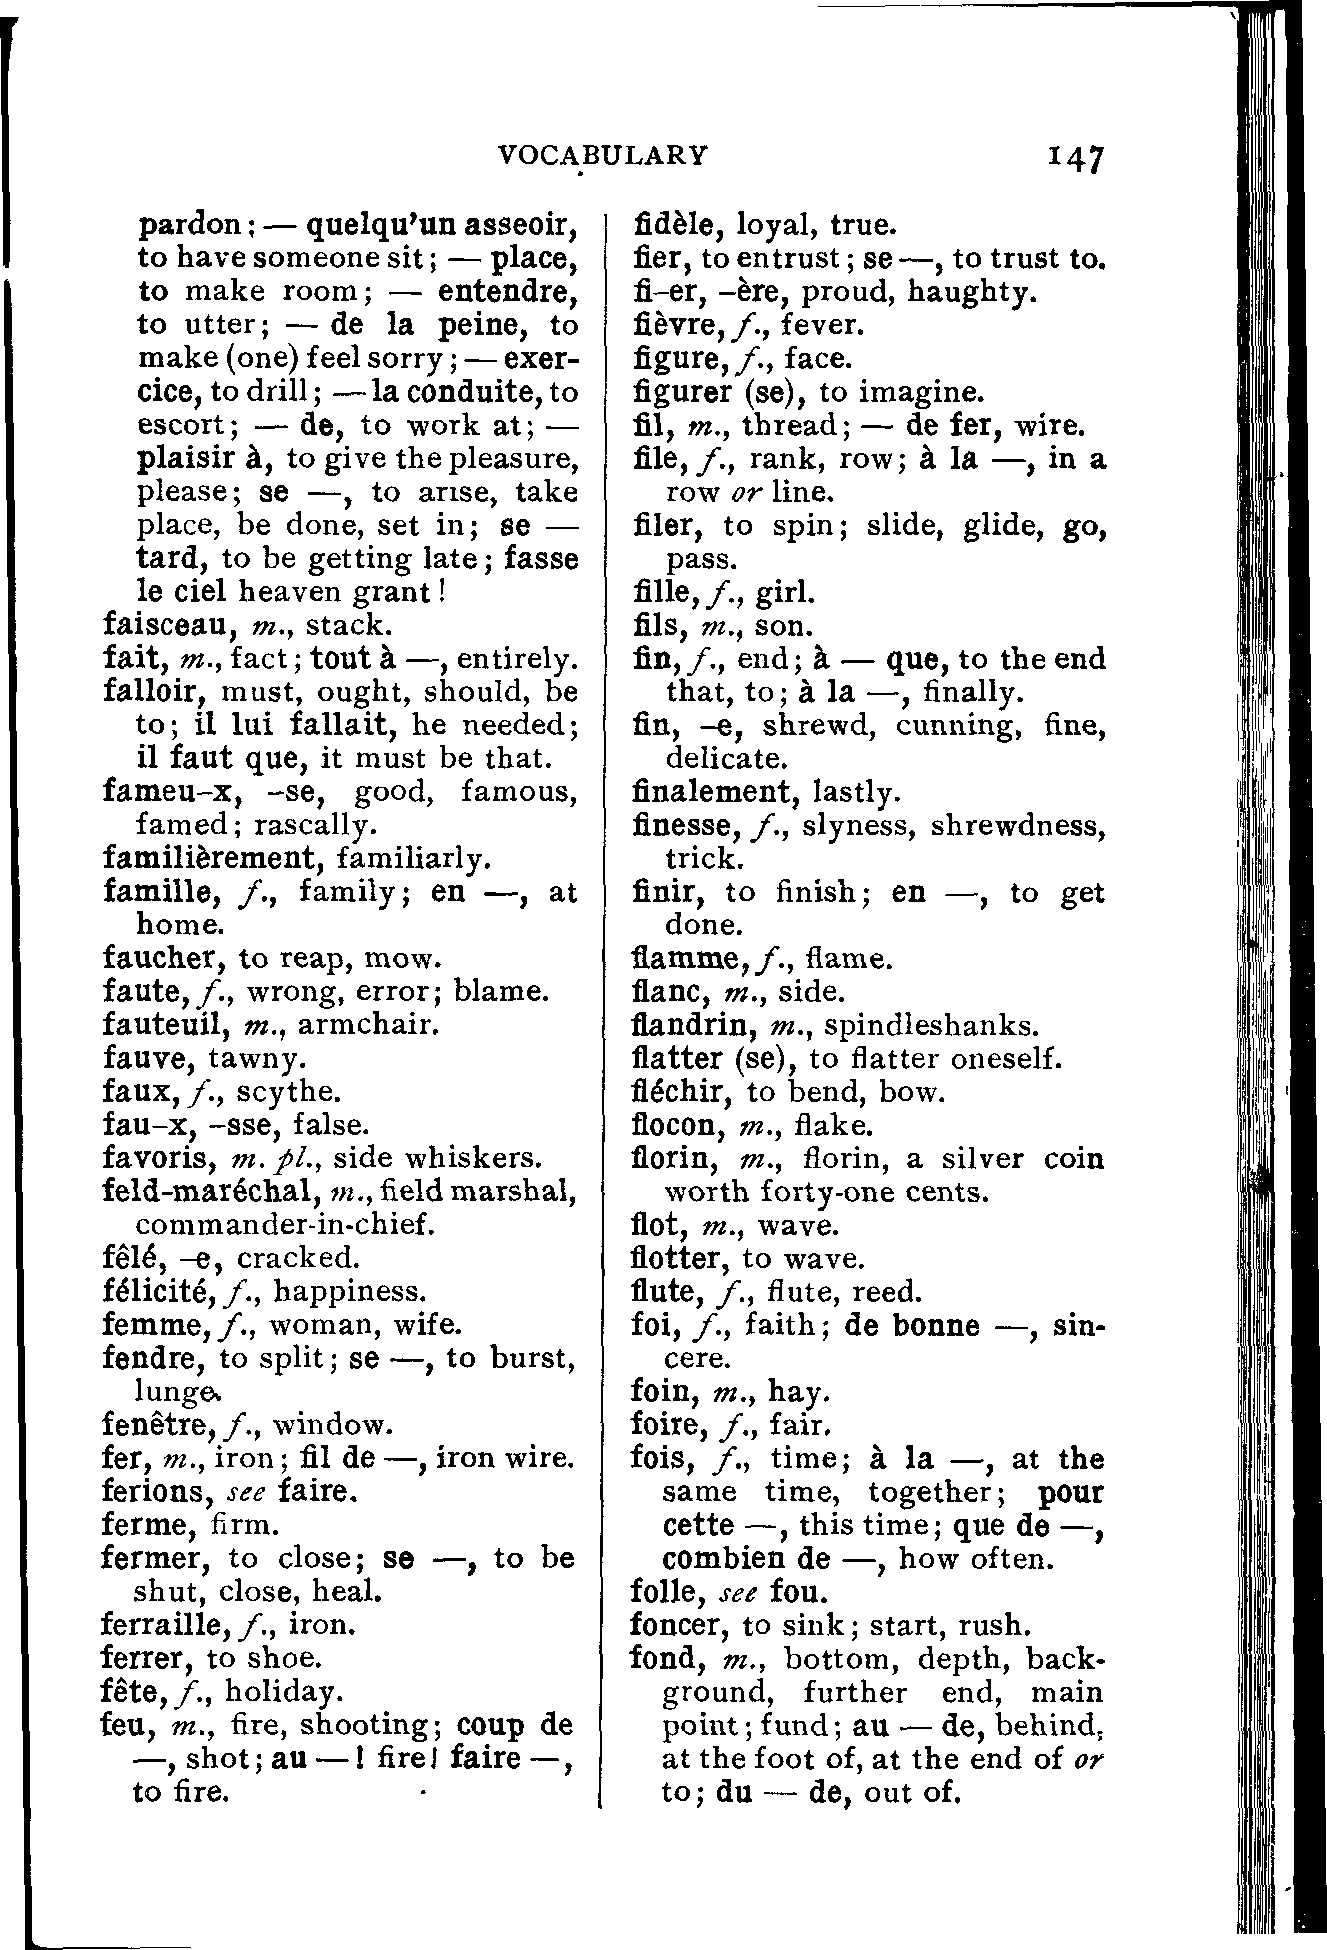 VOCABULARY 147
pardon; — quelqu'un asseoir,
to have someone sit; — place,
to make room; — entendre,
to utter; — de la peine, to
make (one) feel sorry; — exer-
cice, to drill; — la conduite, to
escort; — de, to work at; —
plaisir à, to give the pleasure,
please; se —, to arise, take
place, be done, set in; se —
tard, to be getting late; fasse
le ciel heaven grant!
faisceau, m., stack.
fait, m., fact; tout à —, entirely.
falloir, must, ought, should, be
to; il lui fallait, he needed;
il faut que, it must be that.
fameu-x, -se, good, famous,
famed; rascally.
familièrement, familiarly.
famille, f., family; en —, at
home.
faucher, to reap, mow.
faute, f., wrong, error; blame.
fauteuil, m., armchair.
fauve, tawny.
faux, f., scythe.
fau-x, -sse, false.
favoris, m. pl., side whiskers.
feld-maréchal, m., field marshal,
commander-in-chief.
fêlé, -e, cracked.
félicité, f., happiness.
femme, f., woman, wife.
fendre, to split; se —, to burst,
lunge.
fenêtre, f., window.
fer, m., iron; fil de —, iron wire.
ferions, see faire.
ferme, firm.
fermer, to close; se —, to be
shut, close, heal.
ferraille, f., iron.
ferrer, to shoe.
fête, f., holiday.
feu, m., fire, shooting; coup de
—, shot; au — ! fire! faire —,
to fire.
fidèle, loyal, true.
fier, to entrust; se —, to trust to.
fi-er, -ère, proud, haughty.
fièvre, f., fever.
figure, f., face.
figurer (se), to imagine.
fil, m., thread; — de fer, wire.
file, f., rank, row; à la —, in a
row or line.
filer, to spin; slide, glide, go,
pass.
fille, f., girl.
fils, m., son.
fin, f., end; à — que, to the end
that, to; à la —, finally.
fin, -e, shrewd, cunning, fine,
delicate.
finalement, lastly.
finesse, f., slyness, shrewdness,
trick.
finir, to finish; en —, to get
done.
flamme, f., flame.
flanc, m., side.
flandrin, m., spindleshanks.
flatter (se), to flatter oneself.
fléchir, to bend, bow.
flocon, m., flake.
florin, m., florin, a silver coin
worth forty-one cents.
flot, m., wave.
flotter, to wave.
flute, f., flute, reed.
foi, f., faith; de bonne —, sin-
cere.
foin, m., hay.
foire, f., fair.
fois, f., time; à la —, at the
same time, together; pour
cette —, this time; que de —,
combien de —, how often.
folle, see fou.
foncer, to sink; start, rush.
fond, m., bottom, depth, back-
ground, further end, main
point; fund; au — de, behind,
at the foot of, at the end of or
to; du — de, out of.